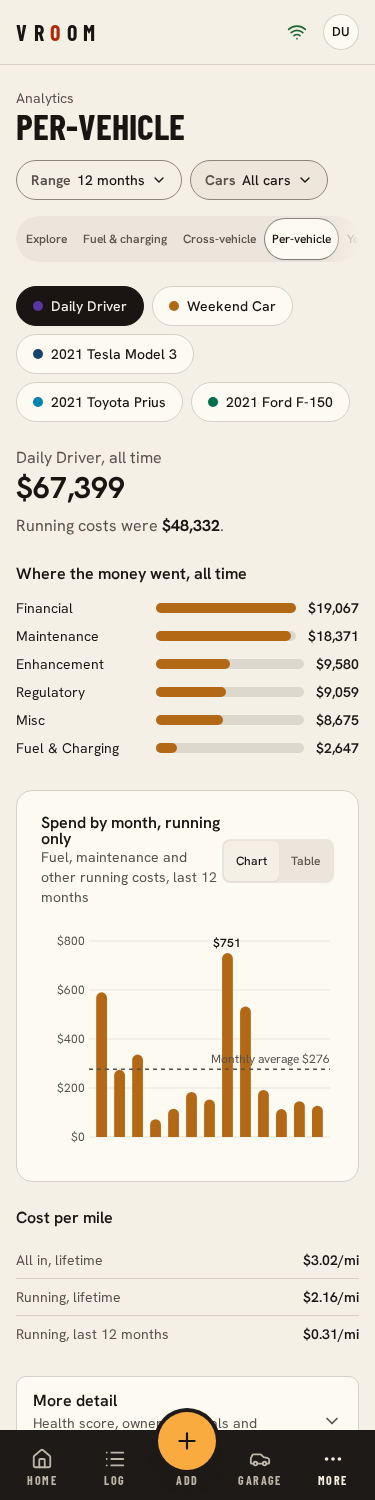 VROOM
DU
Analytics
PER-VEHICLE
Range 12 months
Cars All cars
Explore Fuel & charging Cross-vehicle Per-vehicle
Daily Driver
Weekend Car
2021 Tesla Model 3
2021 Toyota Prius
2021 Ford F-150
Daily Driver, all time
$67,399
Running costs were $48,332.
Where the money went, all time
Financial $19,067
Maintenance $18,371
Enhancement $9,580
Regulatory $9,059
Misc $8,675
Fuel & Charging $2,647
Spend by month, running
only
Fuel, maintenance and
other running costs, last 12
months
Chart Table
$800
$751
$600
$400
Monthly average $276
$200
$0
Cost per mile
All in, lifetime $3.02/mi
Running, lifetime $2.16/mi
Running, last 12 months $0.31/mi
More detail
Health score, and
HOME LOG ADD GARAGE MORE